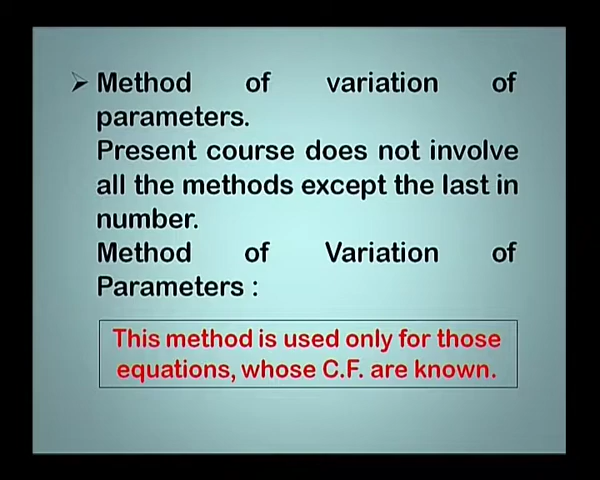 Method of variation of
parameters.
Present course does not involve
all the methods except the last in
number.
Method of Variation of
Parameters :
This method is used only for those
equations, whose C.F. are known.